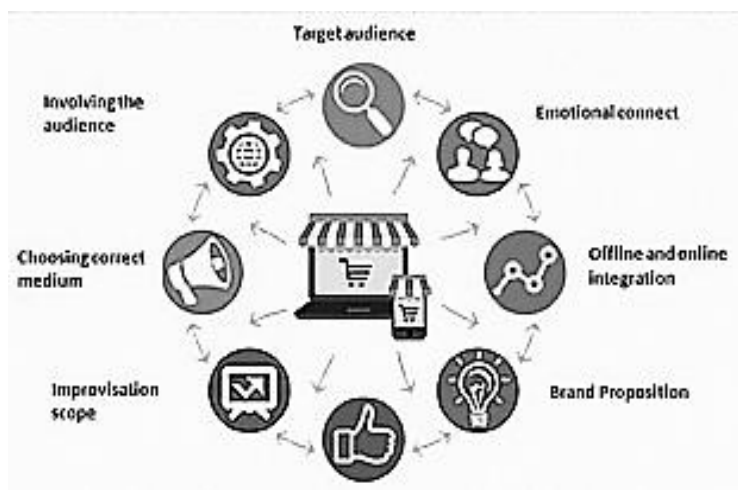 Target audience
Involving the
audience
Emotional connect
Choosing correct
medium
Offline and online
integration
Improvisation
scope
Brand Proposition